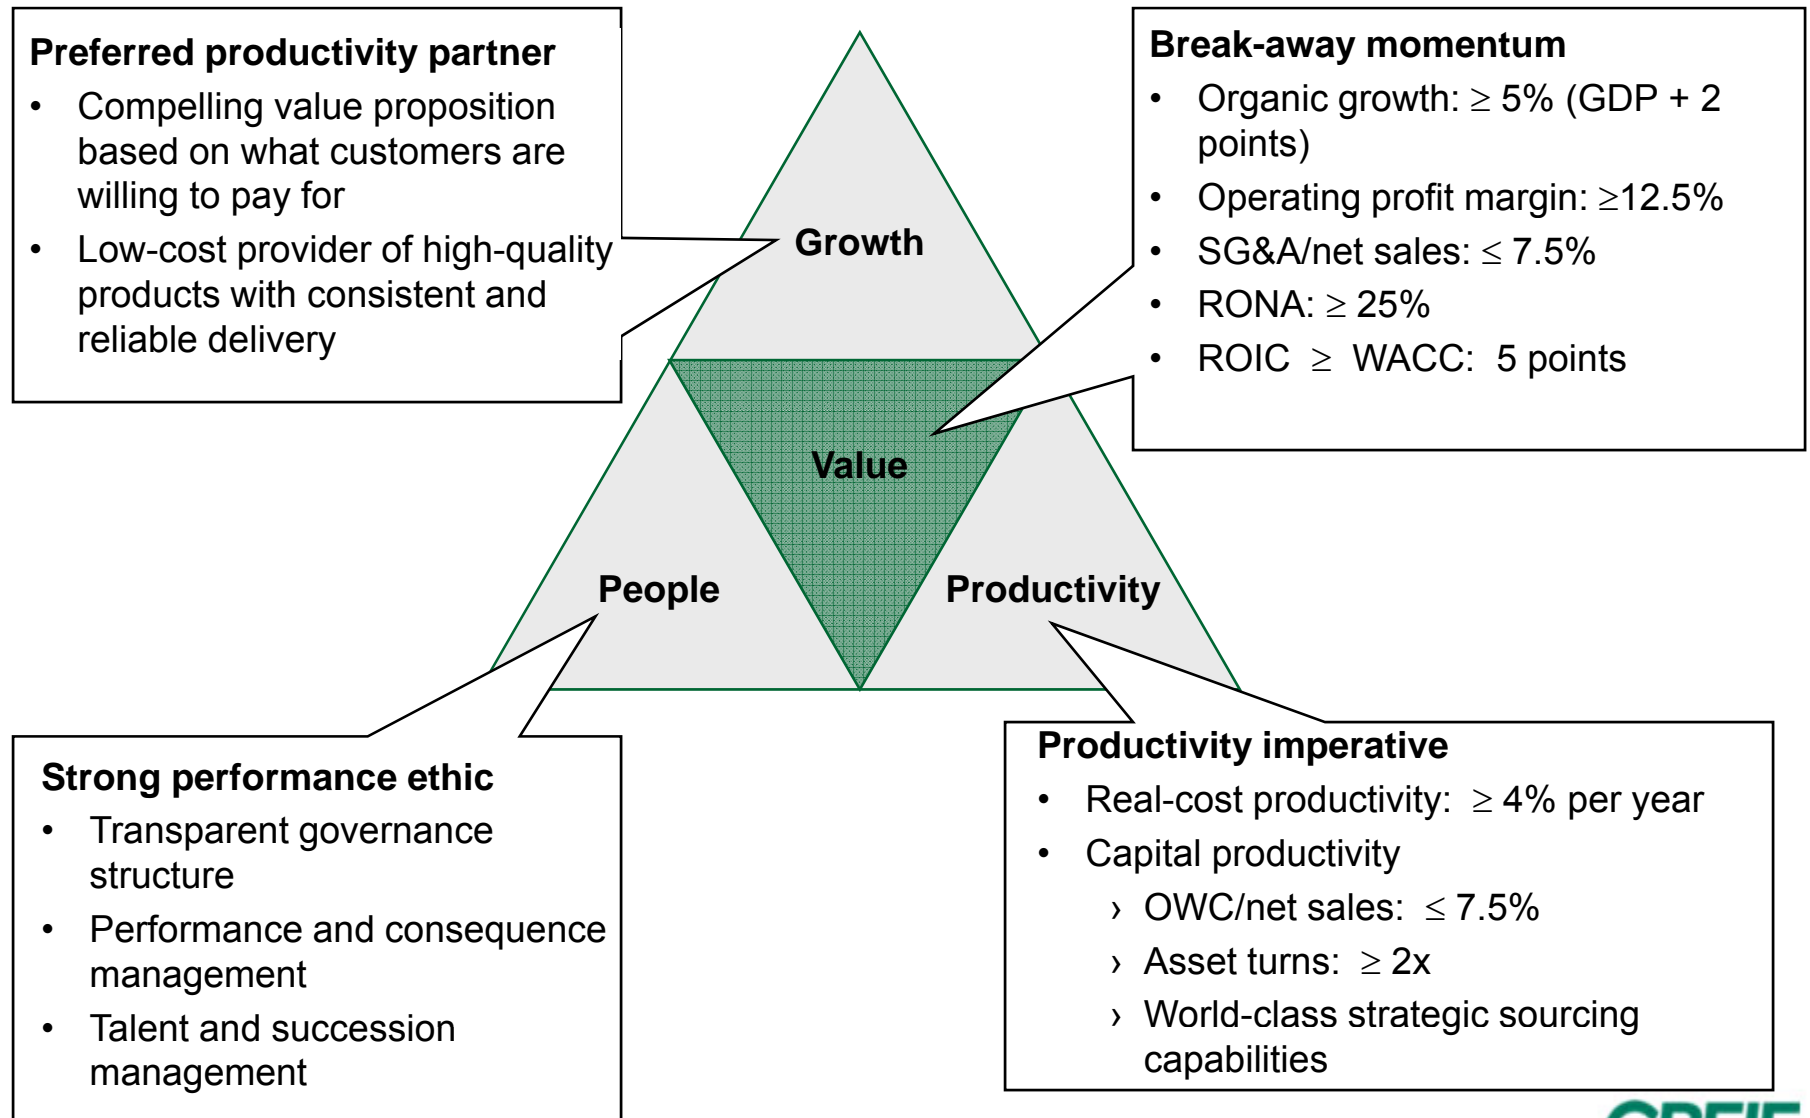 Preferred productivity partner
• Compelling value proposition
based on what customers are
willing to pay for
• Low-cost provider of high-quality
products with consistent and
reliable delivery
Break-away momentum
• Organic growth: ≥ 5% (GDP + 2
points)
• Operating profit margin: ≥12.5%
• SG&A/net sales: ≤ 7.5%
• RONA: ≥ 25%
• ROIC ≥ WACC: 5 points
Growth
Value
People
Productivity
Strong performance ethic
• Transparent governance
structure
• Performance and consequence
management
• Talent and succession
management
Productivity imperative
• Real-cost productivity: ≥ 4% per year
• Capital productivity
› OWC/net sales: ≤ 7.5%
› Asset turns: ≥ 2x
› World-class strategic sourcing
capabilities